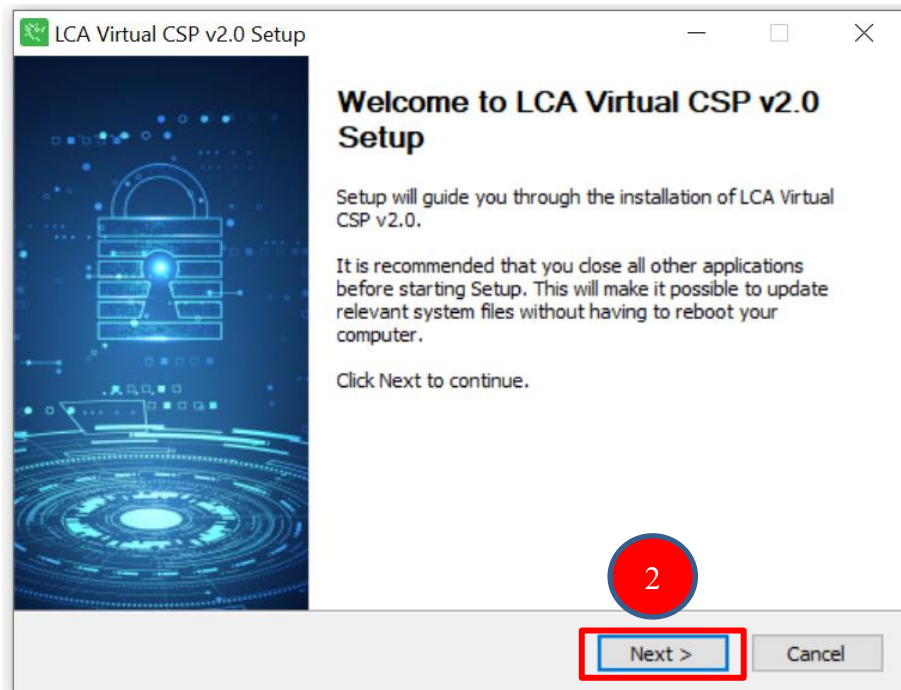 LCA Virtual CSP v2.0 Setup
Welcome to LCA Virtual CSP v2.0
Setup
Setup will guide you through the installation of LCA Virtual
CSP v2.0.
It is recommended that you close all other applications
before starting Setup. This will make it possible to update
relevant system files without having to reboot your
computer.
Click Next to continue.
2
Next >
Cancel